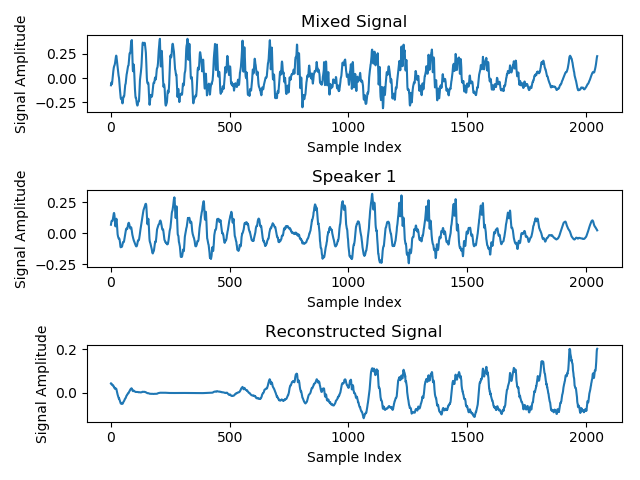 Mixed Signal
Signal Amplitude
0.25
0.00
−0.25
0 500 1000 1500 2000
Sample Index
Speaker 1
Signal Amplitude
0.25
0.00
−0.25
0 500 1000 1500 2000
Sample Index
Reconstructed Signal
Signal Amplitude
0.2
0.0
0 500 1000 1500 2000
Sample Index